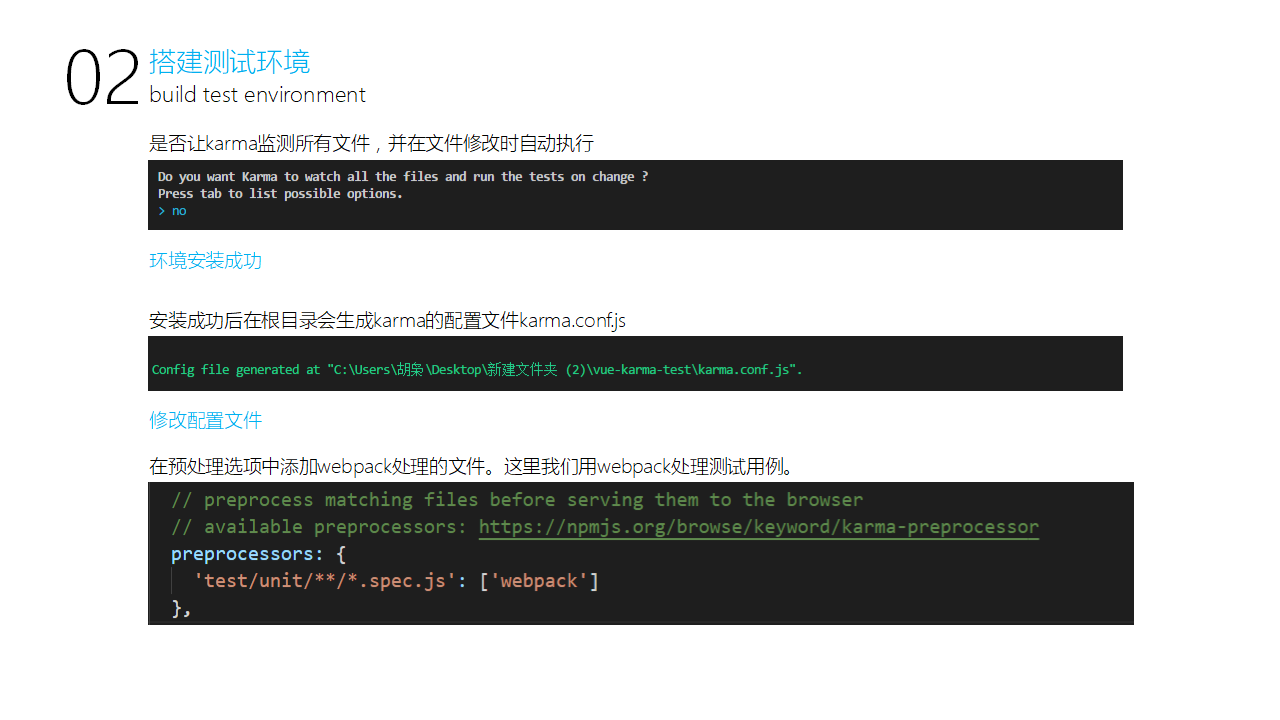 02
搭建测试环境
build test environment
是否让karma监测所有文件，并在文件修改时自动执行
Do you want Karma to watch all the files and run the tests on change ?
Press tab to list possible options.
> no
环境安装成功
安装成功后在根目录会生成karma的配置文件karma.conf.js
Config file generated at "C:\Users\胡枭\Desktop\新建文件夹 (2)\vue-karma-test\karma.conf.js".
修改配置文件
在预处理选项中添加webpack处理的文件。这里我们用webpack处理测试用例。
// preprocess matching files before serving them to the browser
// available preprocessors: https://npmjs.org/browse/keyword/karma-preprocessor
preprocessors: {
'test/unit/**/*.spec.js': ['webpack']
},